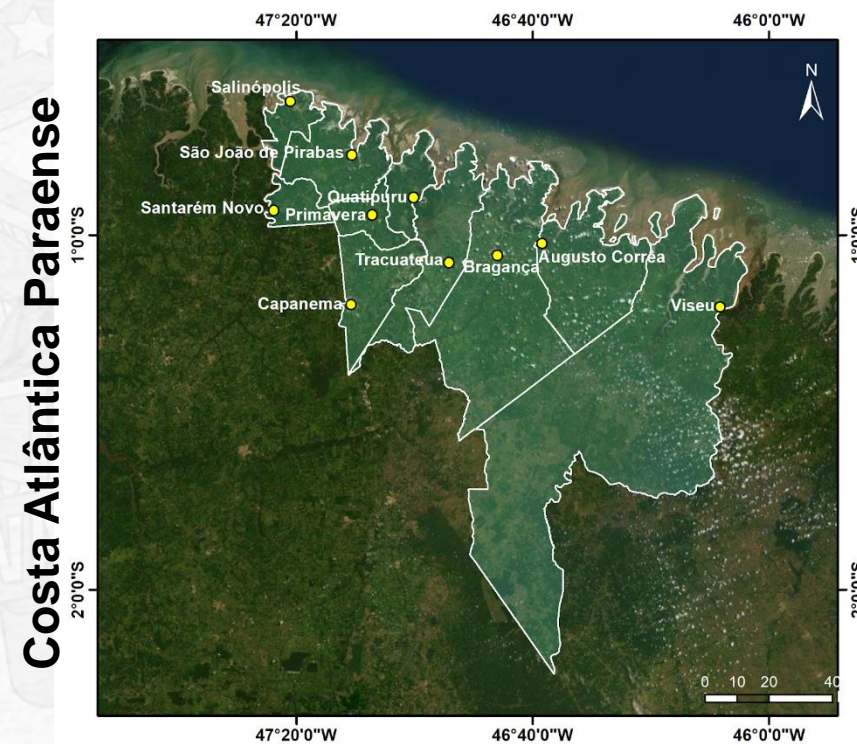 Costa Atlântica Paraense
47°20'0"W 46°40'0"W 46°0'0"W
N
Salinópolis
São João de Pirabas
Quatipuru
Santarém Novo
Primavera
1°0'0"S
Tracuateua
Bragança
Augusto Corrêa
Capanema
Viseu
2°0'0"S
0 10 20 40
47°20'0"W 46°40'0"W 46°0'0"W